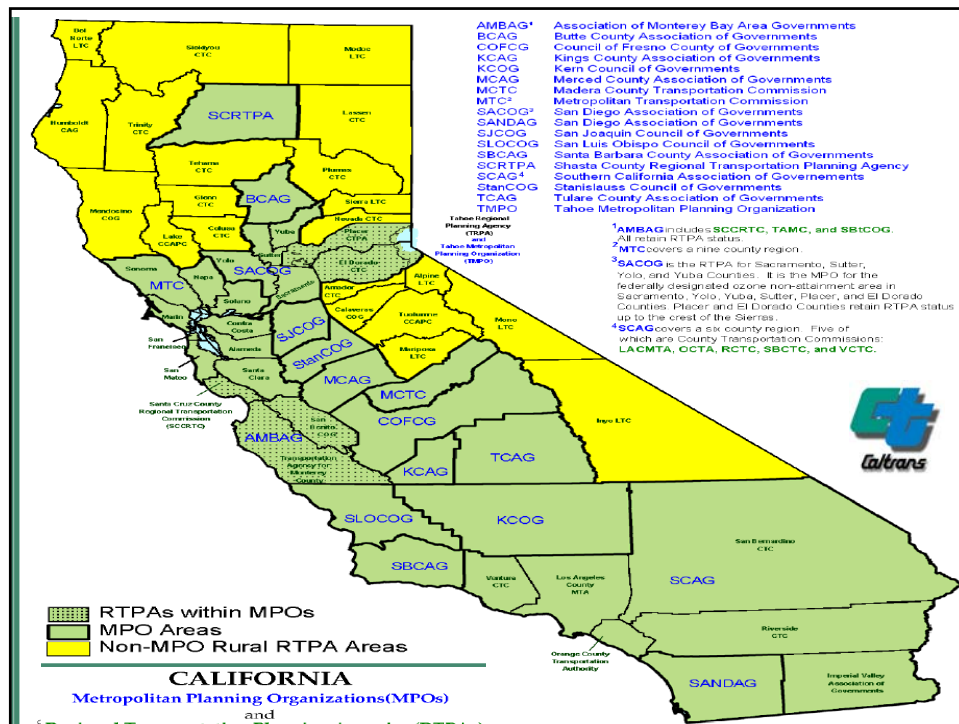 AMBAG¹ Association of Monterey Bay Area Governments
BCAG Butte County Association of Governments
COFCG Council of Fresno County of Governments
KCAG Kings County Association of Governments
KCOG Kern Council of Governments
MCAG Merced County Association of Governments
MCTC Madera County Transportation Commission
MTC² Metropolitan Transportation Commission
SACOG³ San Diego Association of Governments
SANDAG San Diego Association of Governments
SJCOG San Joaquin Council of Governments
SLOCOG San Luis Obispo Council of Governments
SBCAG Santa Barbara County Association of Governments
SCRTPA Shasta County Regional Transportation Planning Agency
SCAG⁴ Southern California Association of Governements
StanCOG Stanislauss Council of Governments
TCAG Tulare County Association of Governments
TMPO Tahoe Metropolitan Planning Organization
¹AMBAG includes SCCRTC, TAMC, and SBtCOG.
All retain RTPA status.
²MTC covers a nine county region.
³SACOG is the RTPA for Sacramento, Sutter,
Yolo, and Yuba Counties. It is the MPO for the
federally designated ozone non-attainment area in
Sacramento, Yolo, Yuba, Sutter, Placer, and El Dorado
Counties. Placer and El Dorado Counties retain RTPA status
up to the crest of the Sierras.
⁴SCAG covers a six county region. Five of
which are County Transportation Commissions:
LACMTA, OCTA, RCTC, SBCTC, and VCTC.
Ct
Caltrans
Del
Norte
LTC
Siskiyou
CTC
Modoc
LTC
Humboldt
CAG
Trinity
CTC
SCRTPA
Lassen
CTC
Tehama
CTC
Plumas
CTC
Mendocino
COG
Glenn
CTC
BCAG
Sierra LTC
Nevada CTC
Lake
CCAPC
Colusa
CTC
Yuba
Sutter
Placer
CTPA
Tahoe Regional
Planning Agency
(TRPA)
and
Tahoe Metropolitan
Planning Organization
(TMPO)
Sonoma
MTC
Napa
Yolo
SACOG
El Dorado
CTC
Sacramento
Alpine
LTC
Amador
CTC
Solano
Marin
Calaveras
COG
Tuolumne
CCAPC
Mono
LTC
San
Francisco
Contra
Costa
SJCOG
Alameda
StanCOG
Mariposa
LTC
San
Mateo
Santa
Clara
MCAG
MCTC
Santa Cruz County
Regional Transportation
Commission
(SCCRTC)
San
Benito
COG
COFCG
Inyo LTC
AMBAG
Transportation
Agency for
Monterey
County
KCAG
TCAG
SLOCOG
KCOG
San Bernardino
CTC
SBCAG
Ventura
CTC
Los Angeles
County
MTA
SCAG
Riverside
CTC
Orange County
Transportation
Authority
SANDAG
Imperial Valley
Association of
Governments
RTPAs within MPOs
MPO Areas
Non-MPO Rural RTPA Areas
CALIFORNIA
Metropolitan Planning Organizations(MPOs)
and